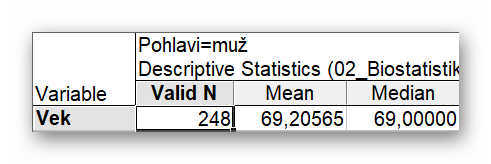 Pohlavi=muž
Descriptive Statistics (02_Biostatistik
Variable Valid N Mean Median
Vek 248 69,20565 69,00000